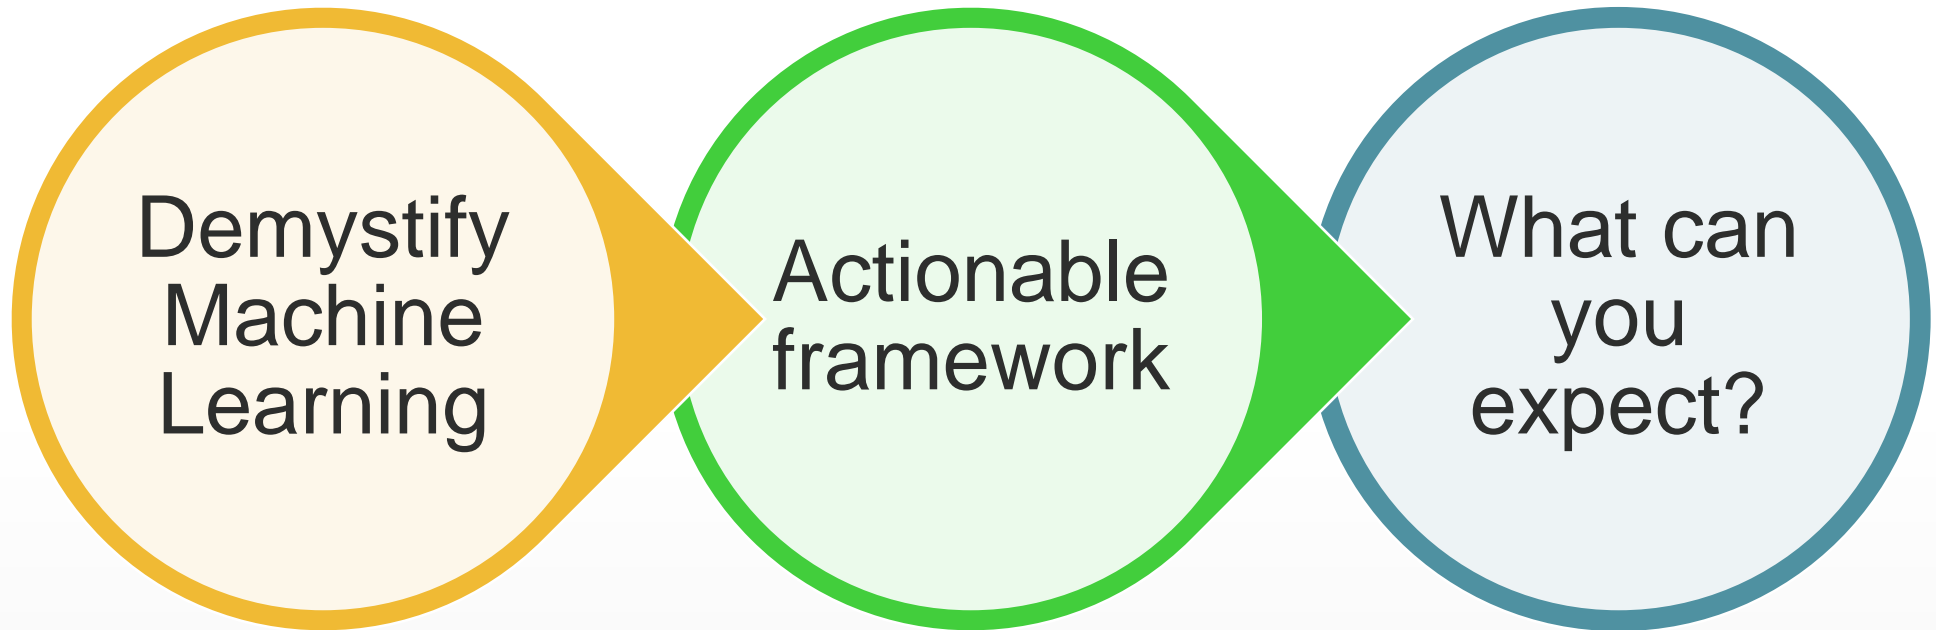 Demystify
Machine
Learning
Actionable
framework
What can
you
expect?